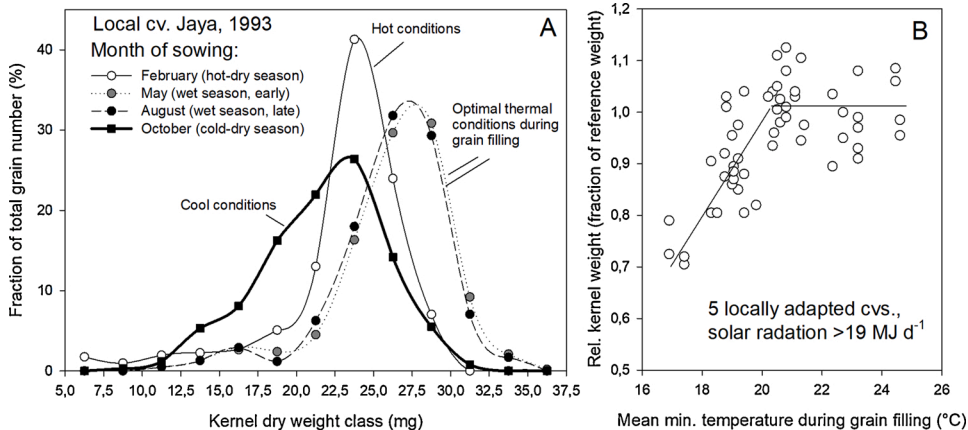 Local cv. Jaya, 1993
A
Month of sowing:
February (hot-dry season)
May (wet season, early)
August (wet season, late)
October (cold-dry season)
Hot conditions
Optimal thermal
conditions during
grain filling
Cool conditions
Fraction of total grain number (%)
40
30
20
10
0
5,0 7,5 10,0 12,5 15,0 17,5 20,0 22,5 25,0 27,5 30,0 32,5 35,0 37,5
Kernel dry weight class (mg)
B
Rel. kernel weight (fraction of reference weight)
1,2
1,1
1,0
0,9
0,8
0,7
0,6
0,5
5 locally adapted cvs.,
solar radation >19 MJ d⁻¹
16 18 20 22 24 26
Mean min. temperature during grain filling (°C)